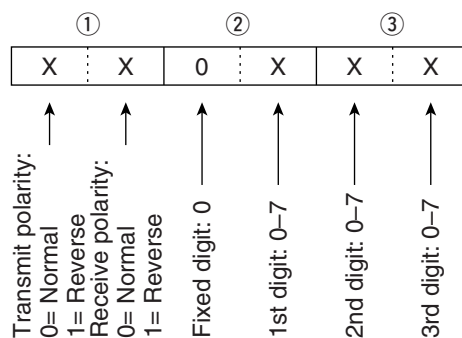 ① ② ③
X X 0 X X X
Transmit polarity:
0= Normal
1= Reverse
Receive polarity:
0= Normal
1= Reverse
Fixed digit: 0
1st digit: 0–7
2nd digit: 0–7
3rd digit: 0–7